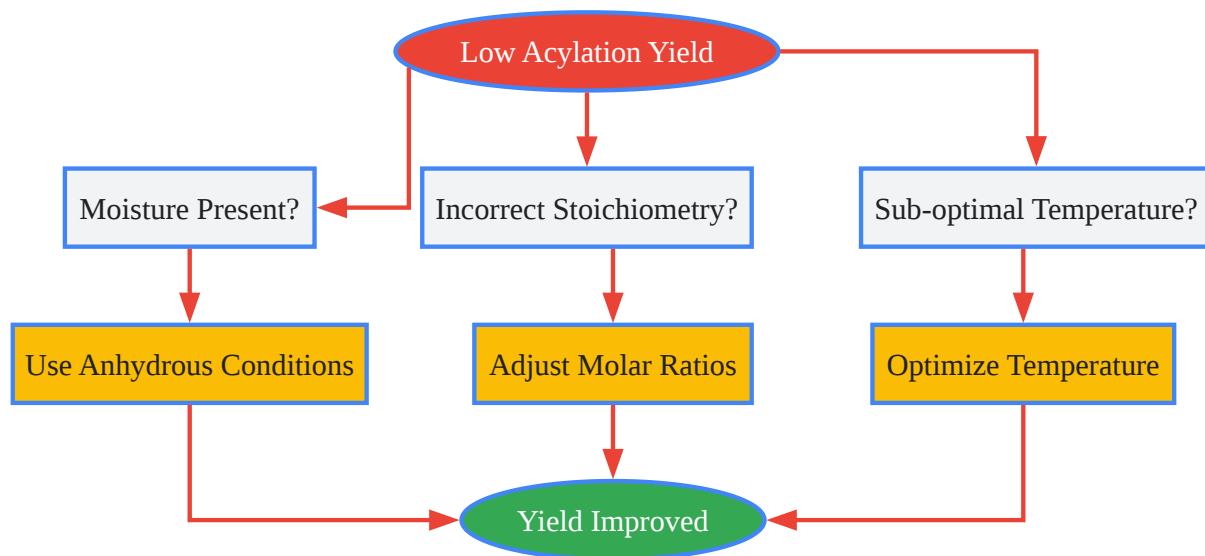 Low Acylation Yield
Moisture Present?
Incorrect Stoichiometry?
Sub-optimal Temperature?
Use Anhydrous Conditions
Adjust Molar Ratios
Optimize Temperature
Yield Improved